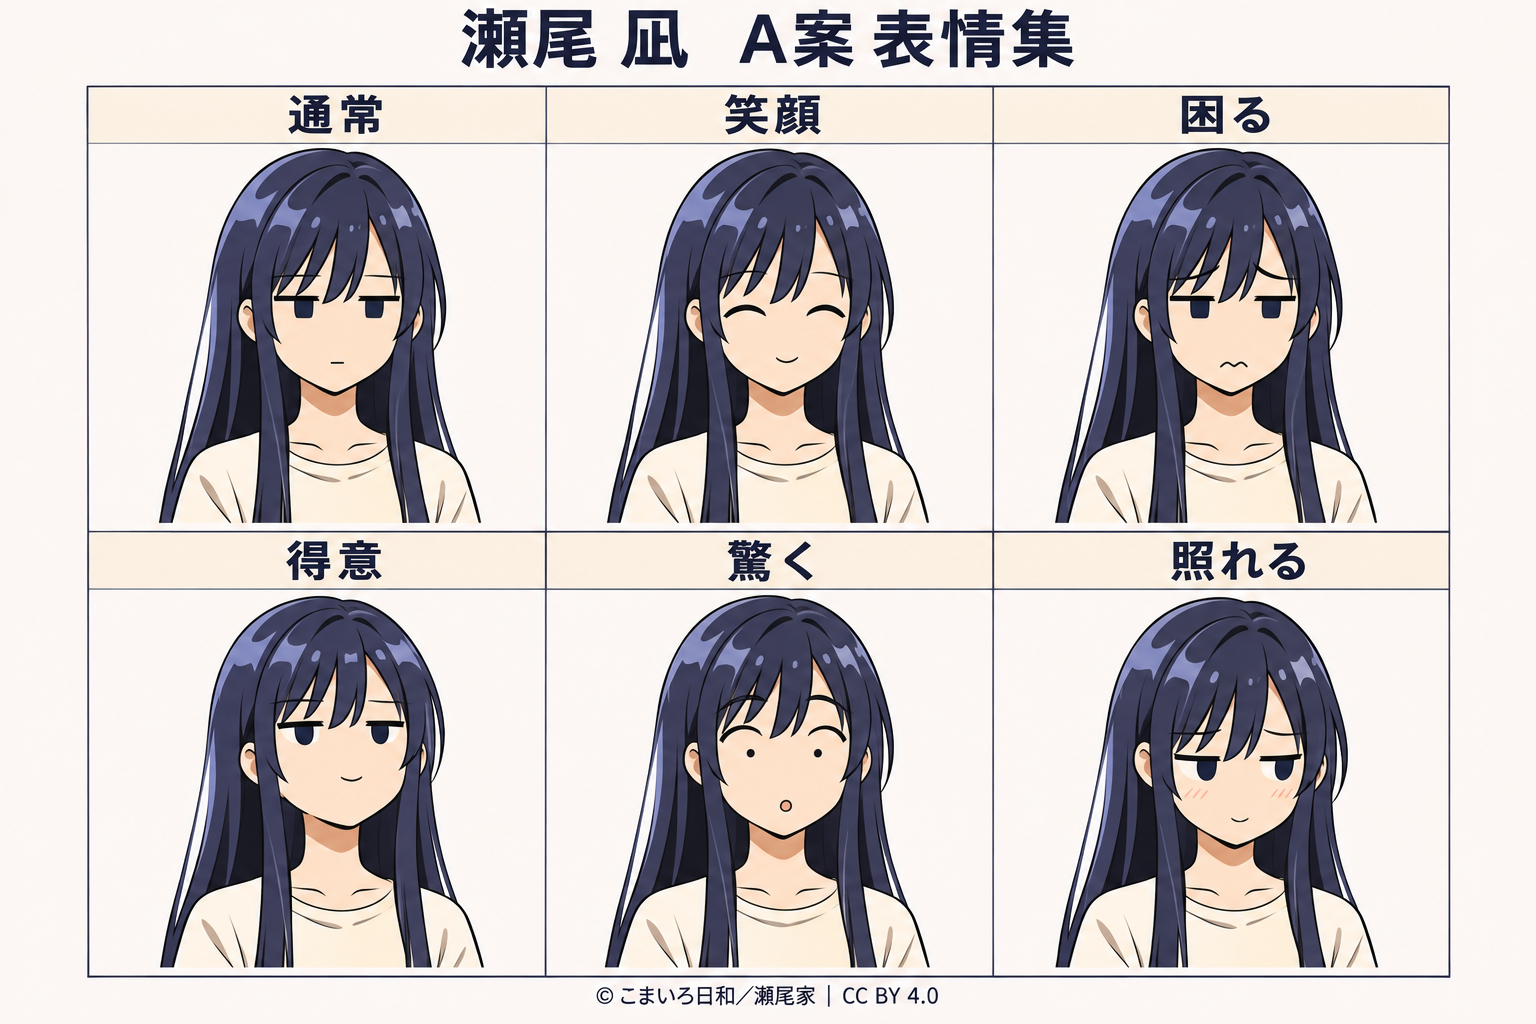 瀬尾 凪 A案 表情集
通常
笑顔
困る
得意
驚く
照れる
© こまいろ日和／瀬尾家 | CC BY 4.0